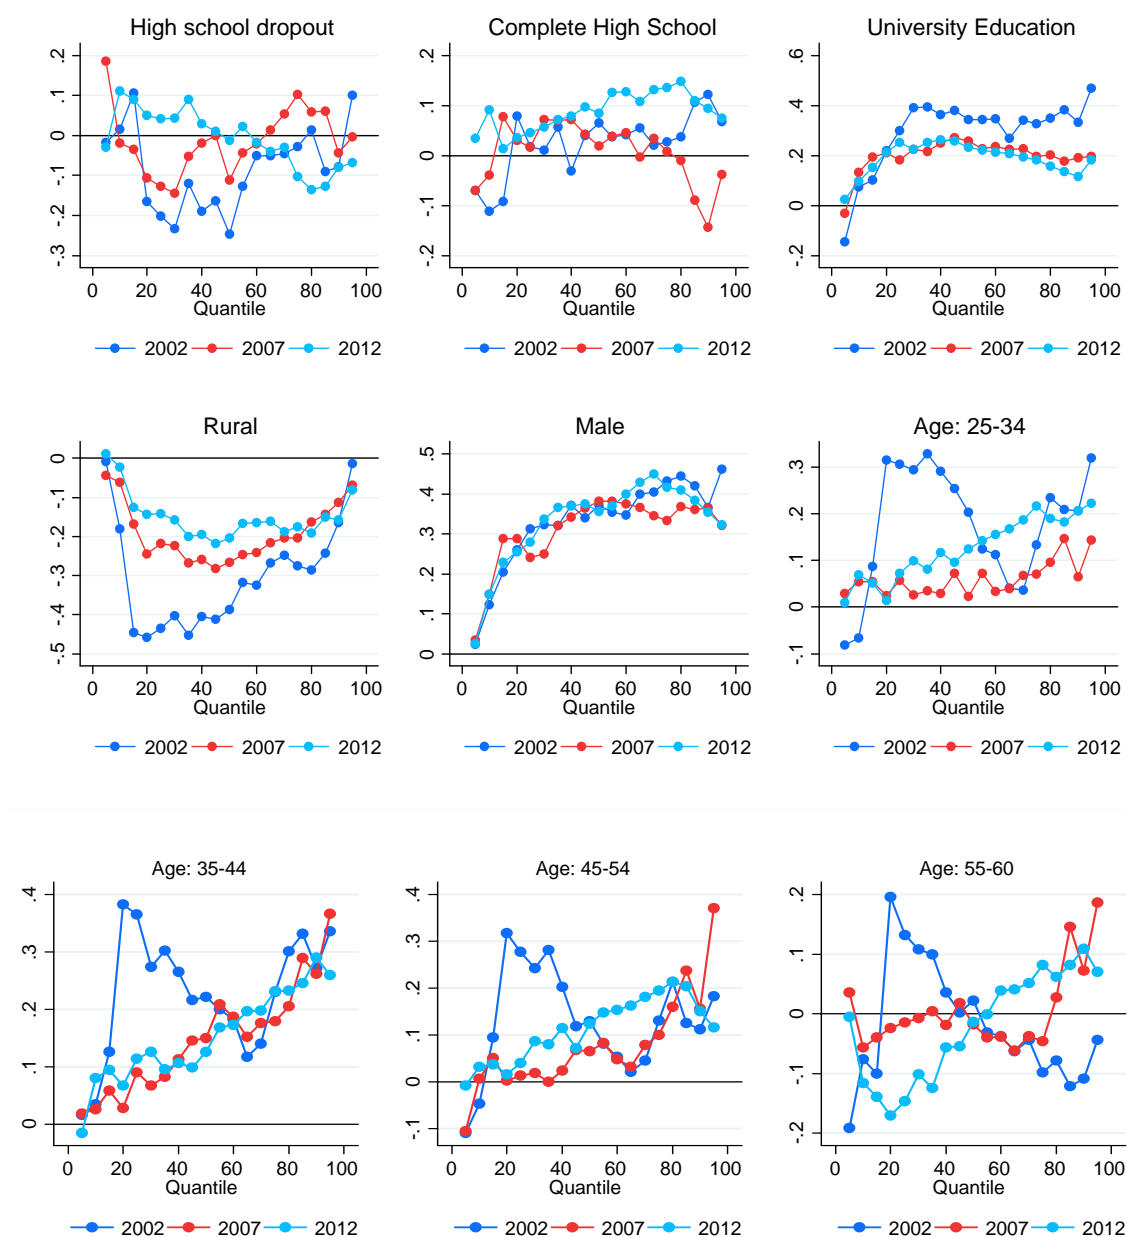 High school dropout
Complete High School
University Education
.2
.1
0
-.1
-.2
-.3
0 20 40 60 80 100
Quantile
2002 2007 2012
.2
.1
0
-.1
-.2
0 20 40 60 80 100
Quantile
2002 2007 2012
.6
.4
.2
0
-.2
0 20 40 60 80 100
Quantile
2002 2007 2012
Rural
Male
Age: 25-34
0
-.1
-.2
-.3
-.4
-.5
0 20 40 60 80 100
Quantile
2002 2007 2012
.5
.4
.3
.2
.1
0
0 20 40 60 80 100
Quantile
2002 2007 2012
.3
.2
.1
0
-.1
0 20 40 60 80 100
Quantile
2002 2007 2012
Age: 35-44
Age: 45-54
Age: 55-60
.4
.3
.2
.1
0
0 20 40 60 80 100
Quantile
2002 2007 2012
.4
.3
.2
.1
0
-.1
0 20 40 60 80 100
Quantile
2002 2007 2012
.2
.1
0
-.1
-.2
0 20 40 60 80 100
Quantile
2002 2007 2012